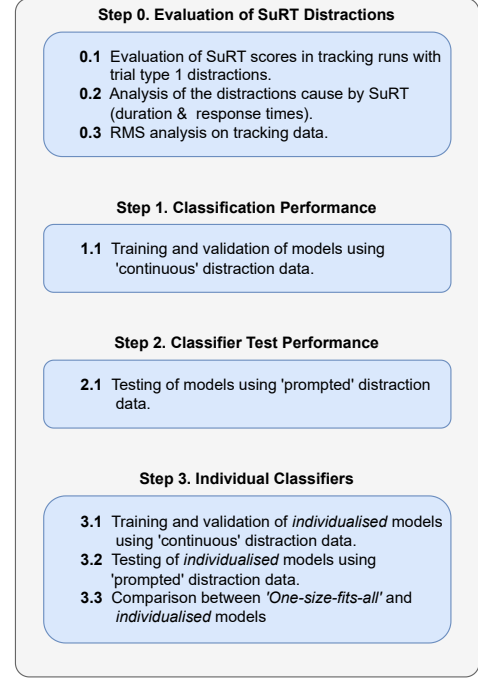 Step 0. Evaluation of SuRT Distractions
0.1 Evaluation of SuRT scores in tracking runs with
trial type 1 distractions.
0.2 Analysis of the distractions cause by SuRT
(duration & response times).
0.3 RMS analysis on tracking data.
Step 1. Classification Performance
1.1 Training and validation of models using
'continuous' distraction data.
Step 2. Classifier Test Performance
2.1 Testing of models using 'prompted' distraction
data.
Step 3. Individual Classifiers
3.1 Training and validation of individualised models
using 'continuous' distraction data.
3.2 Testing of individualised models using
'prompted' distraction data.
3.3 Comparison between 'One-size-fits-all' and
individualised models